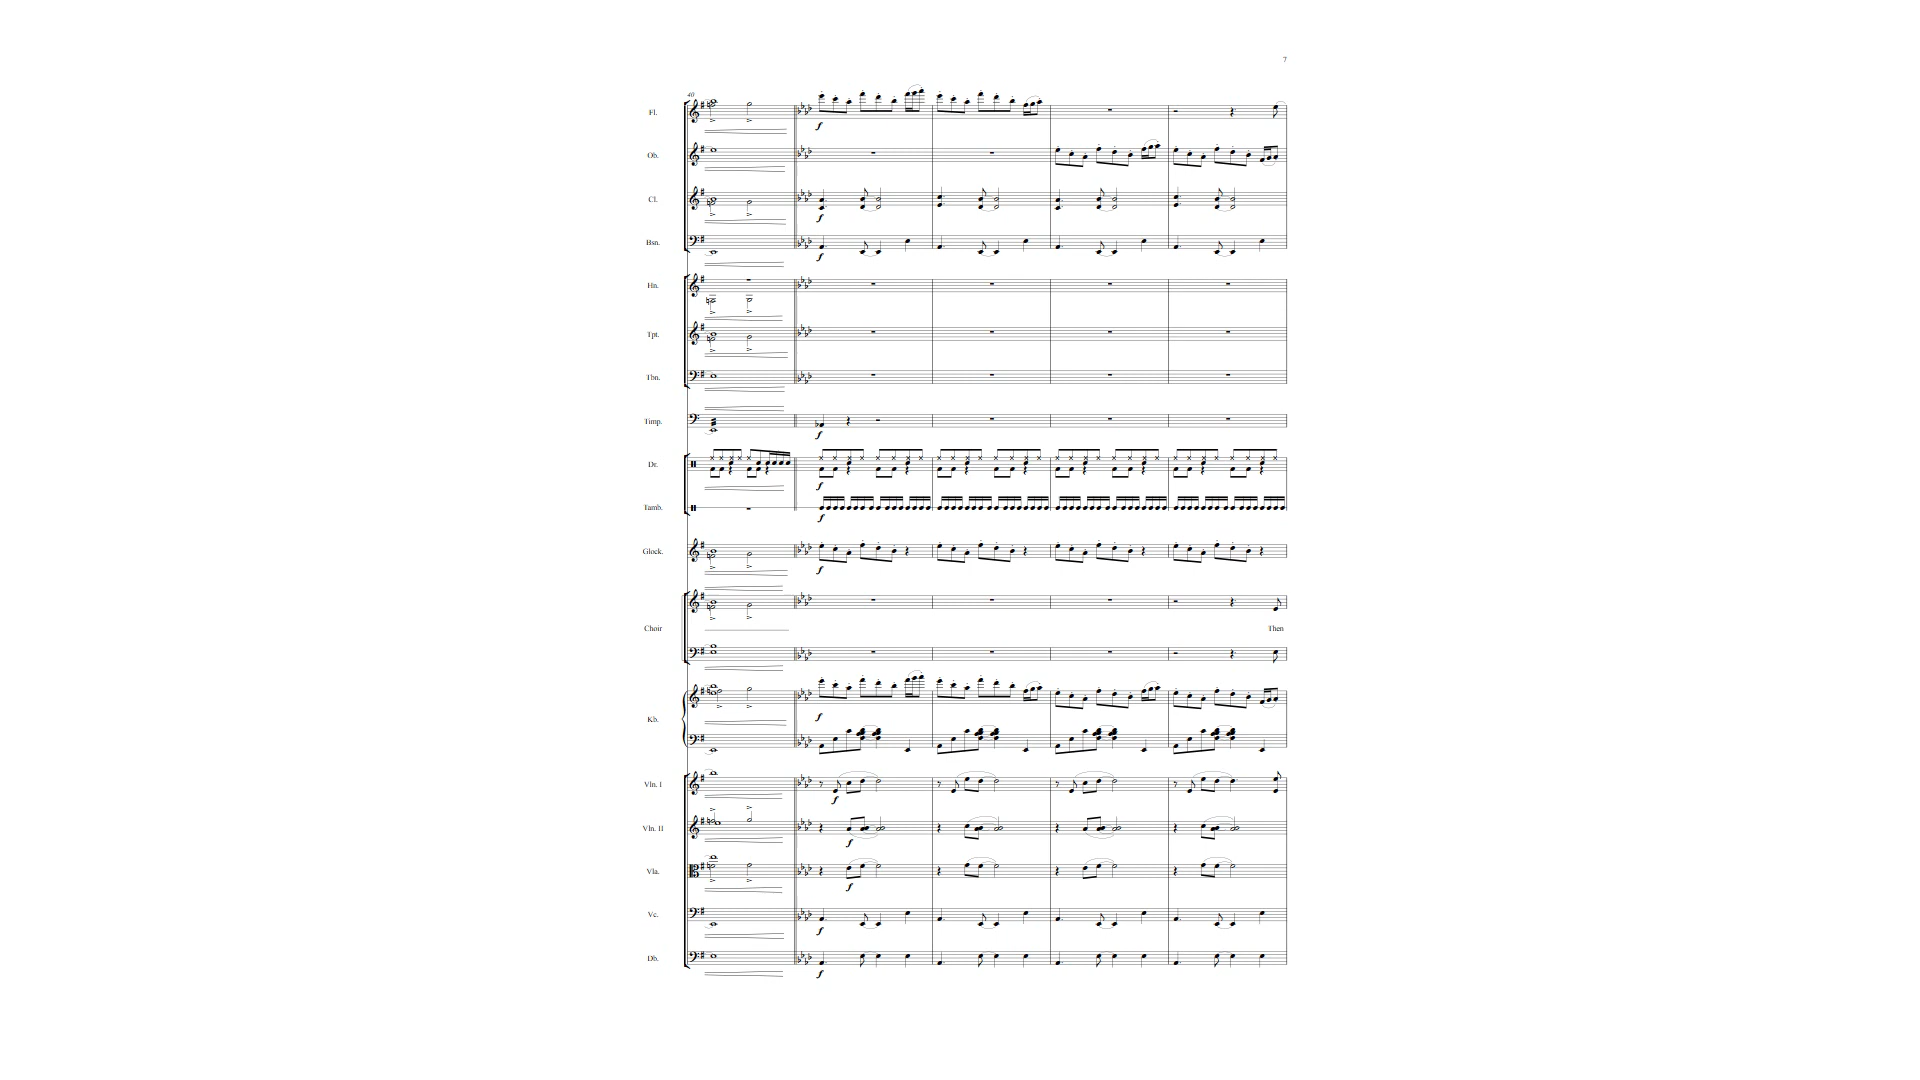 7
40
Fl.
f
Ob.
Cl.
f
Bsn.
f
Hn.
Tpt.
Tbn.
Timp.
f
Dr.
f
Tamb.
f
Glock.
f
Choir
Then
Kb.
f
Vln. I
f
Vln. II
f
Vla.
f
Vc.
f
Db.
f